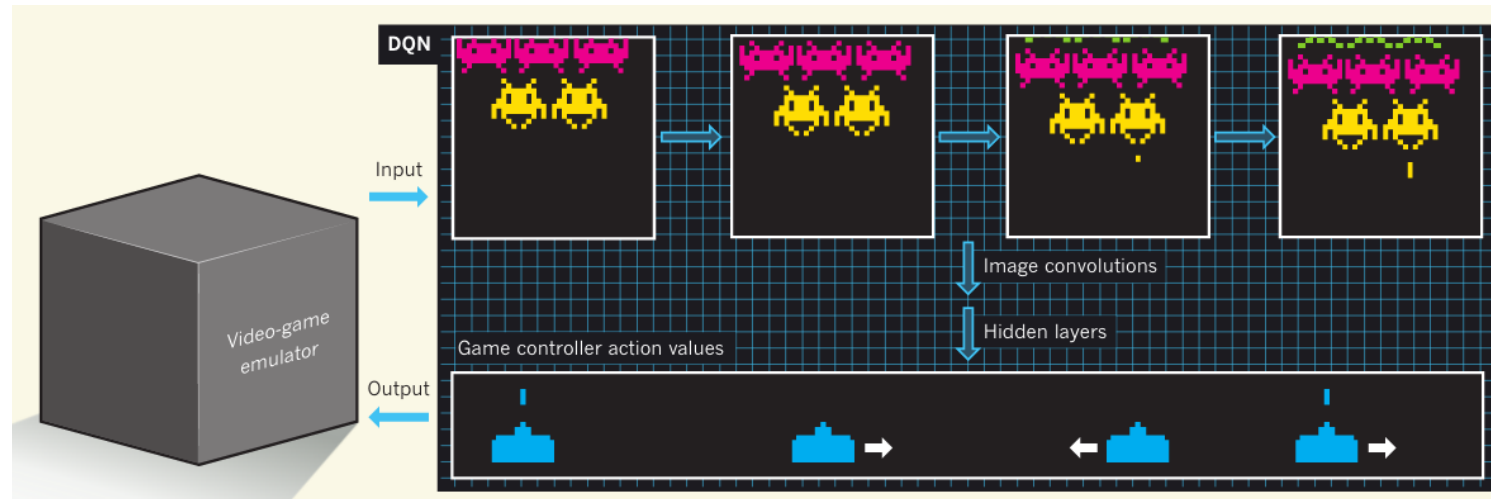 DQN
Input
Image convolutions
Hidden layers
Video-game
emulator
Game controller action values
Output